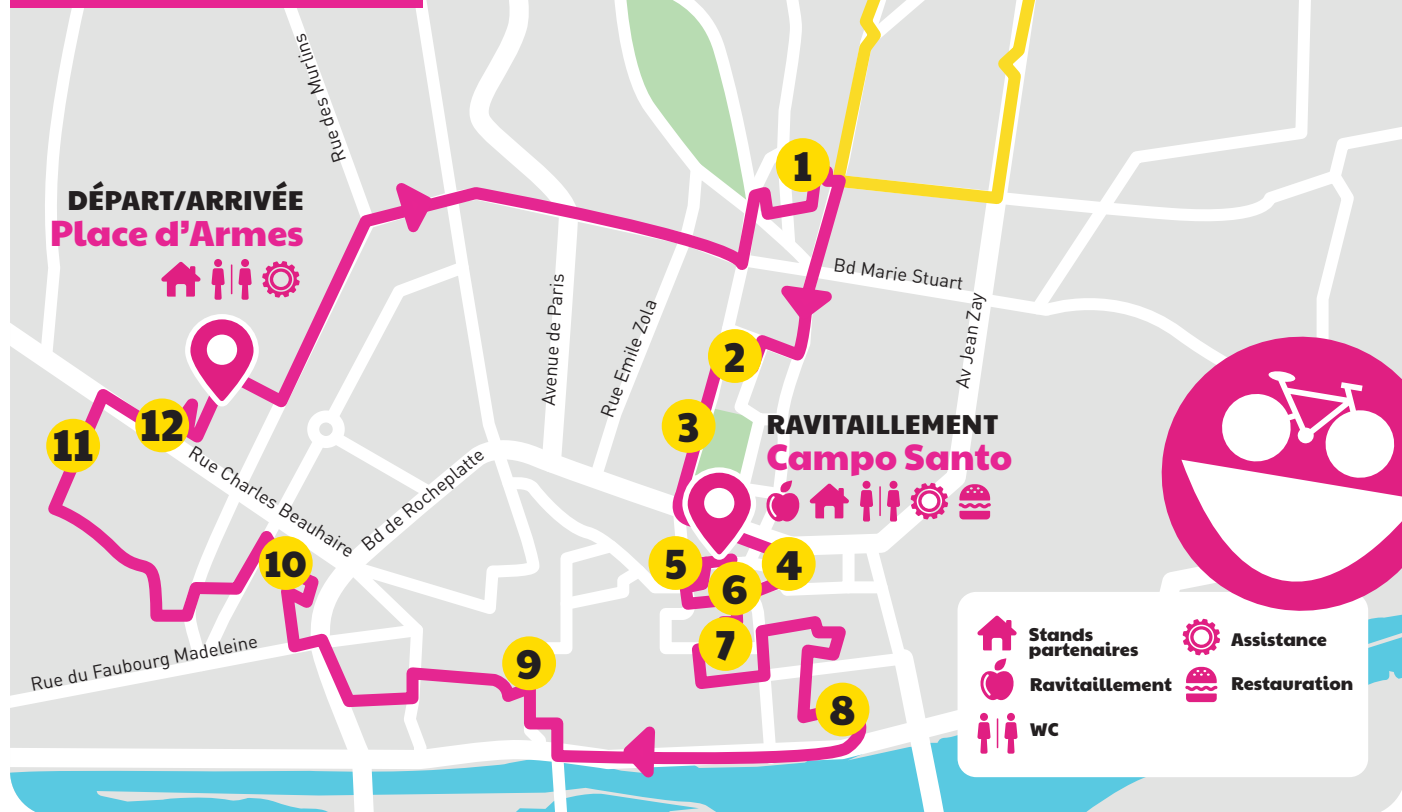 Rue des Murlins
1
DÉPART/ARRIVÉE
Place d'Armes
Bd Marie Stuart
Avenue de Paris
Rue Emile Zola
Av Jean Zay
2
3
RAVITAILLEMENT
Campo Santo
12
11
Rue Charles Beauhaire
Bd de Rocheplatte
10
5
4
6
7
Rue du Faubourg Madeleine
9
8
Stands
partenaires
Assistance
Ravitaillement
Restauration
WC